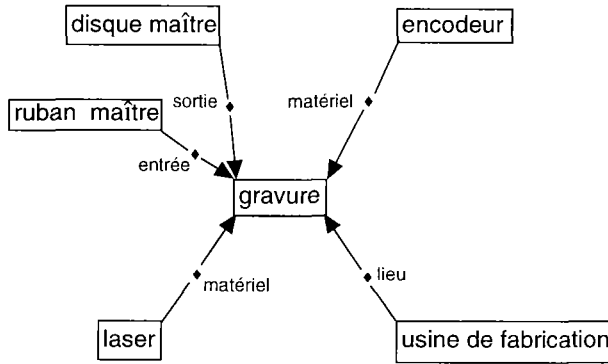 disque maître
encodeur
sortie
matériel
ruban maître
entrée
gravure
matériel
lieu
laser
usine de fabrication